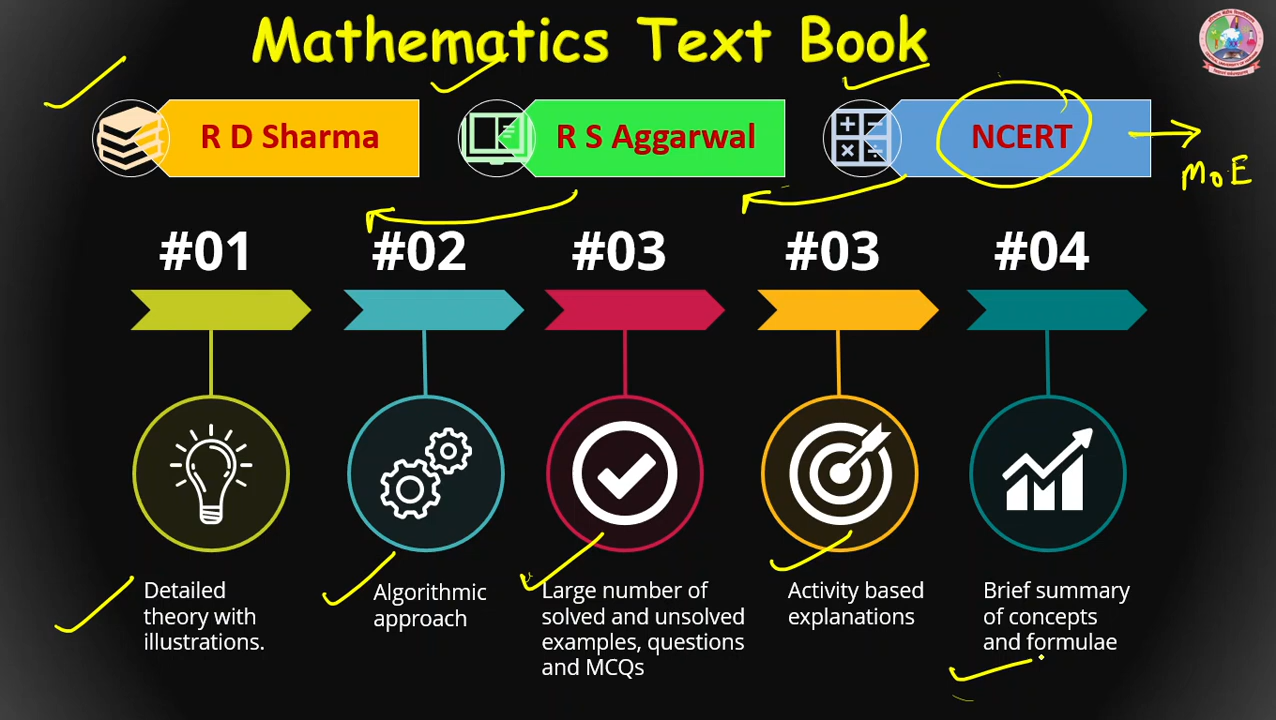 Mathematics Text Book
R D Sharma
R S Aggarwal
NCERT
MoE
#01
#02
#03
#03
#04
Detailed
theory with
illustrations.
Algorithmic
approach
Large number of
solved and unsolved
examples, questions
and MCQs
Activity based
explanations
Brief summary
of concepts
and formulae